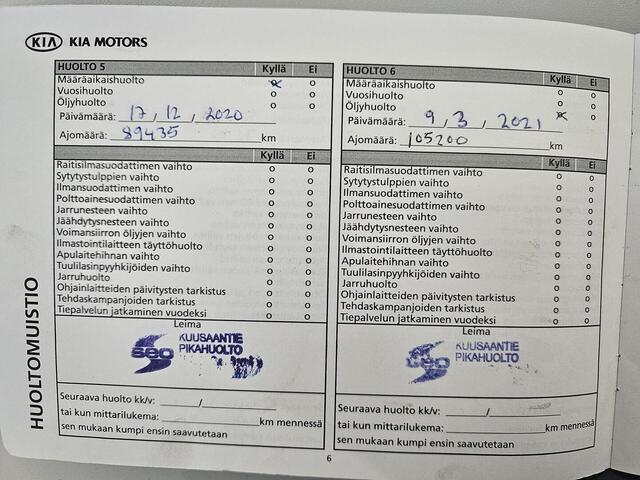 KIA KIA MOTORS
HUOLTO 5 Kyllä Ei
Määräaikaishuolto x o
Vuosihuolto o o
Öljyhuolto o o
Päivämäärä: 17, 12, 2020
Ajomäärä: 89435 km
Kyllä Ei
Raitisilmasuodattimen vaihto o o
Sytytystulppien vaihto o o
Ilmansuodattimen vaihto o o
Polttoainesuodattimen vaihto o o
Jarrunesteen vaihto o o
Jäähdytysnesteen vaihto o o
Voimansiirron öljyjen vaihto o o
Ilmastointilaitteen täyttöhuolto o o
Apulaitehihnan vaihto o o
Tuulilasinpyyhkijöiden vaihto o o
Jarruhuolto o o
Ohjainlaitteiden päivitysten tarkistus o o
Tehdaskampanjoiden tarkistus o o
Tiepalvelun jatkaminen vuodeksi o o
Leima
seo KUUSAANTIE
PIKAHUOLTO
Seuraava huolto kk/v: /
tai kun mittarilukema: km mennessä
sen mukaan kumpi ensin saavutetaan
HUOLTO 6 Kyllä Ei
Määräaikaishuolto o o
Vuosihuolto o o
Öljyhuolto x o
Päivämäärä: 9, 3, 2021
Ajomäärä: 105200 km
Kyllä Ei
Raitisilmasuodattimen vaihto o o
Sytytystulppien vaihto o o
Ilmansuodattimen vaihto o o
Polttoainesuodattimen vaihto o o
Jarrunesteen vaihto o o
Jäähdytysnesteen vaihto o o
Voimansiirron öljyjen vaihto o o
Ilmastointilaitteen täyttöhuolto o o
Apulaitehihnan vaihto o o
Tuulilasinpyyhkijöiden vaihto o o
Jarruhuolto o o
Ohjainlaitteiden päivitysten tarkistus o o
Tehdaskampanjoiden tarkistus o o
Tiepalvelun jatkaminen vuodeksi o o
Leima
seo KUUSAANTIE
PIKAHUOLTO
Seuraava huolto kk/v: /
tai kun mittarilukema: km mennessä
sen mukaan kumpi ensin saavutetaan
HUOLTOMUISTIO
6